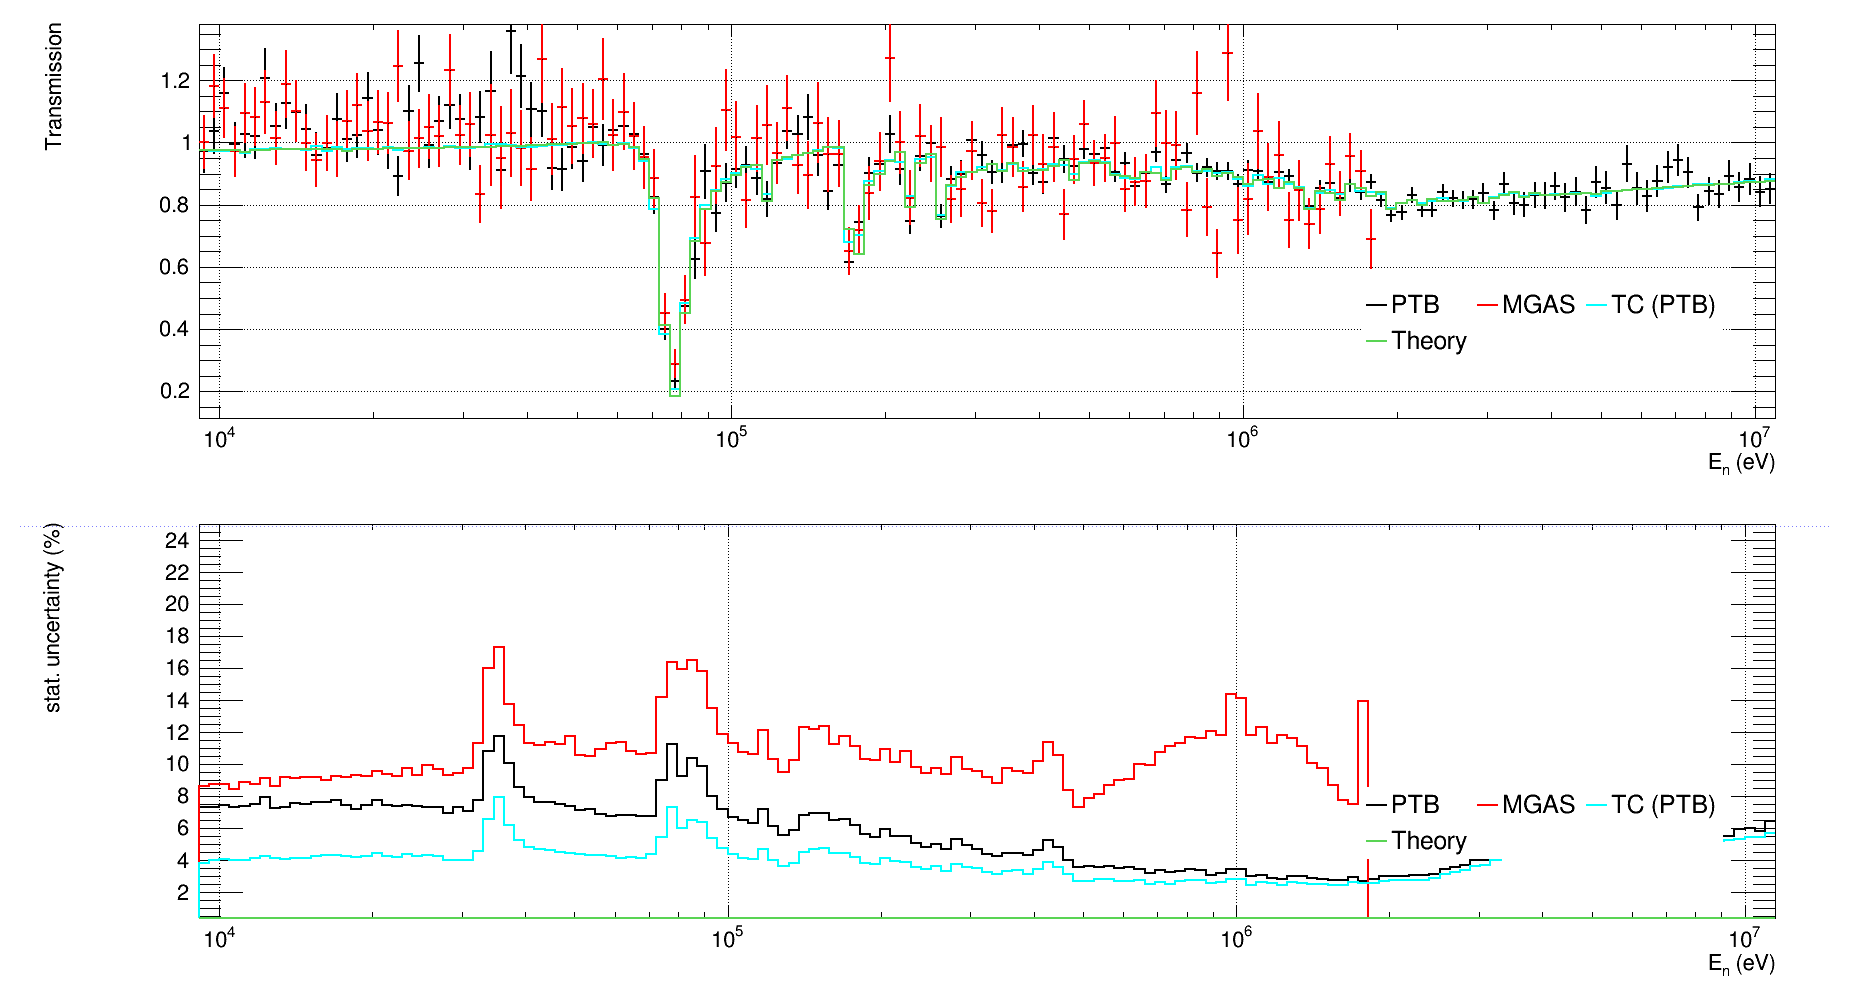 Transmission
1.2
1
0.8
0.6
0.4
0.2
PTB MGAS TC (PTB)
Theory
10⁴ 10⁵ 10⁶ 10⁷
Eₙ (eV)
stat. uncertainty (%)
24
22
20
18
16
14
12
10
8
6
4
2
PTB MGAS TC (PTB)
Theory
10⁴ 10⁵ 10⁶ 10⁷
Eₙ (eV)